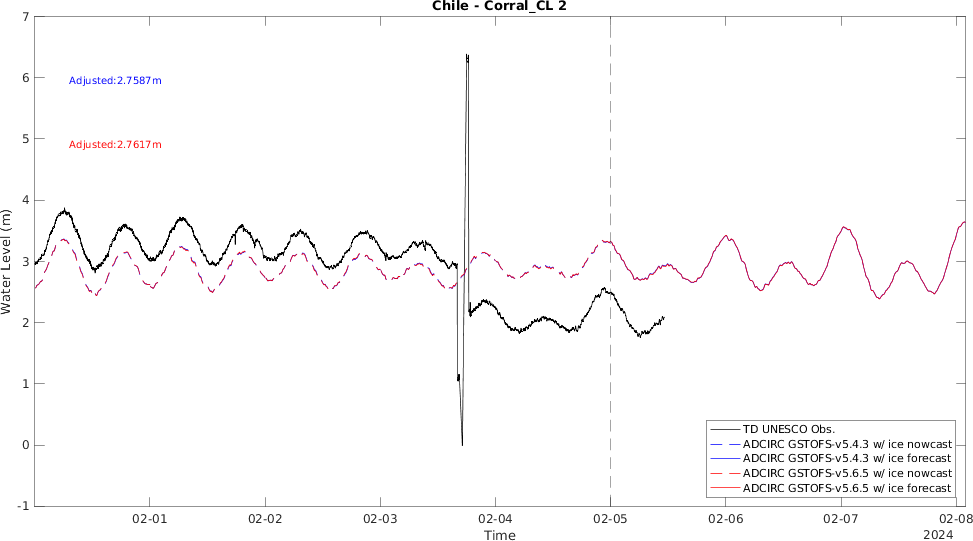 Chile - Corral_CL 2
Water Level (m)
7
6
5
4
3
2
1
0
-1
Adjusted:2.7587m
Adjusted:2.7617m
TD UNESCO Obs.
ADCIRC GSTOFS-v5.4.3 w/ ice nowcast
ADCIRC GSTOFS-v5.4.3 w/ ice forecast
ADCIRC GSTOFS-v5.6.5 w/ ice nowcast
ADCIRC GSTOFS-v5.6.5 w/ ice forecast
02-01 02-02 02-03 02-04 02-05 02-06 02-07 02-08
Time
2024